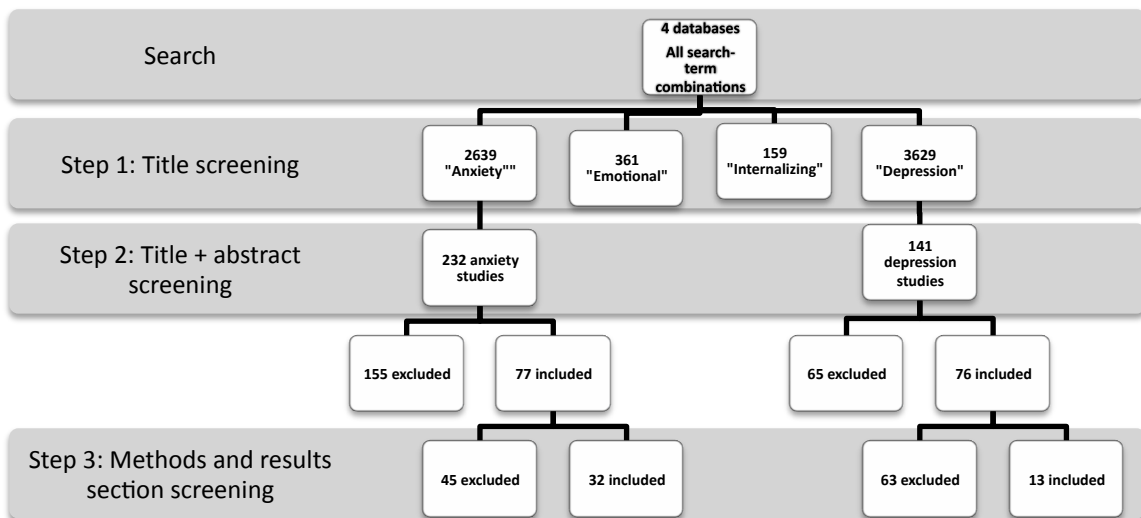 Search
4 databases
All search-
term
combinations
Step 1: Title screening
2639
"Anxiety""
361
"Emotional"
159
"Internalizing"
3629
"Depression"
Step 2: Title + abstract
screening
232 anxiety
studies
141
depression
studies
155 excluded
77 included
65 excluded
76 included
Step 3: Methods and results
section screening
45 excluded
32 included
63 excluded
13 included